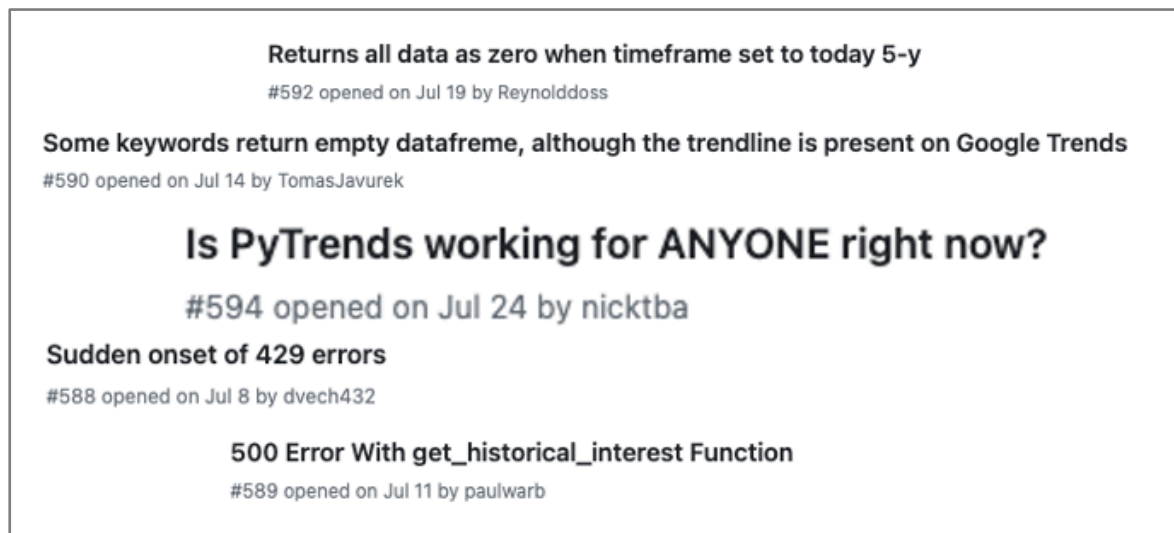 Returns all data as zero when timeframe set to today 5-y
#592 opened on Jul 19 by Reynolddoss
Some keywords return empty datafreme, although the trendline is present on Google Trends
#590 opened on Jul 14 by TomasJavurek
Is PyTrends working for ANYONE right now?
#594 opened on Jul 24 by nicktba
Sudden onset of 429 errors
#588 opened on Jul 8 by dvech432
500 Error With get_historical_interest Function
#589 opened on Jul 11 by paulwarb